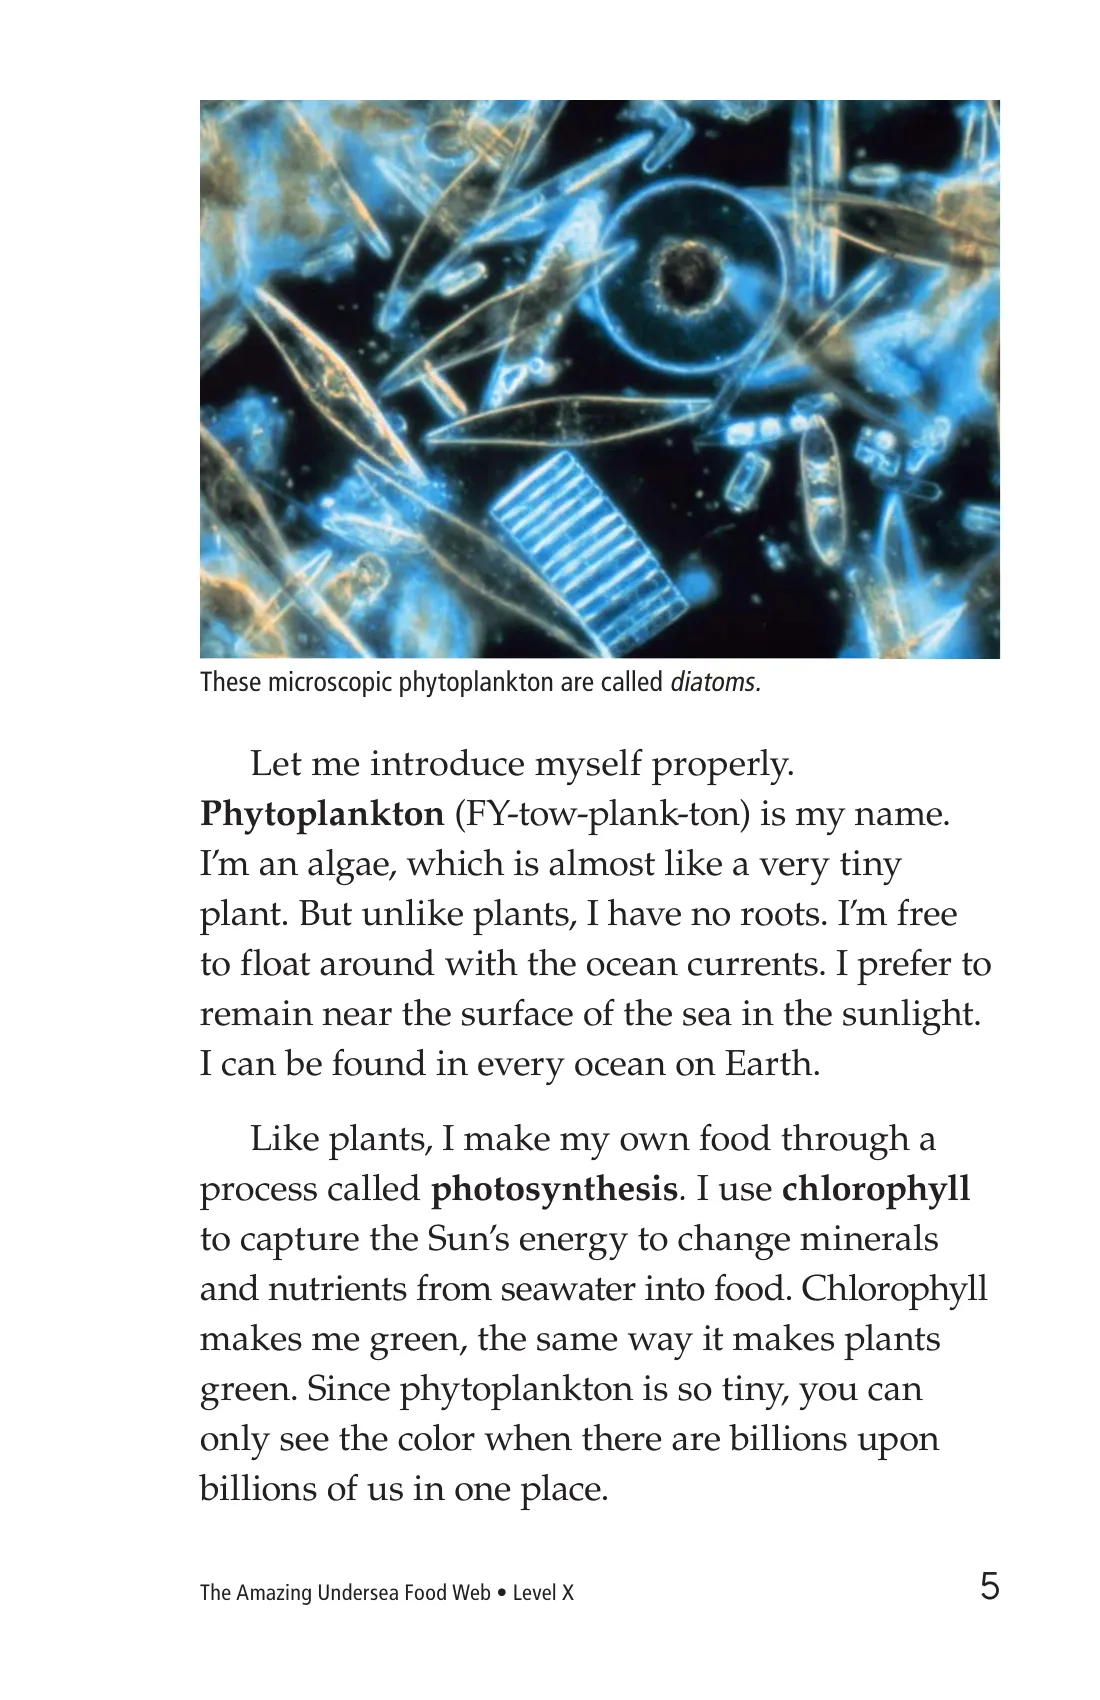 These microscopic phytoplankton are called diatoms.
Let me introduce myself properly.
Phytoplankton (FY-tow-plank-ton) is my name.
I’m an algae, which is almost like a very tiny
plant. But unlike plants, I have no roots. I’m free
to float around with the ocean currents. I prefer to
remain near the surface of the sea in the sunlight.
I can be found in every ocean on Earth.
Like plants, I make my own food through a
process called photosynthesis. I use chlorophyll
to capture the Sun’s energy to change minerals
and nutrients from seawater into food. Chlorophyll
makes me green, the same way it makes plants
green. Since phytoplankton is so tiny, you can
only see the color when there are billions upon
billions of us in one place.
The Amazing Undersea Food Web • Level X
5